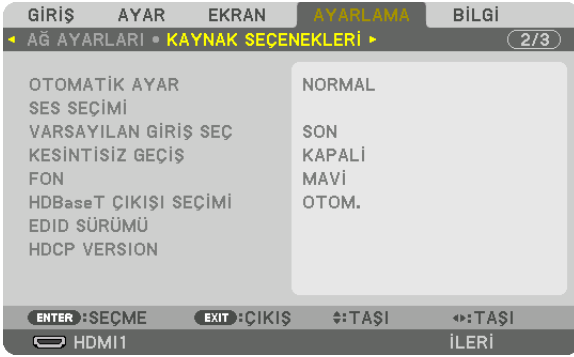 GİRİŞ AYAR EKRAN AYARLAMA BİLGİ
AĞ AYARLARI • KAYNAK SEÇENEKLERİ 2/3
OTOMATİK AYAR NORMAL
SES SEÇİMİ
VARSAYILAN GİRİŞ SEÇ SON
KESİNTİSİZ GEÇİŞ KAPALI
FON MAVİ
HDBaseT ÇIKIŞI SEÇİMİ OTOM.
EDID SÜRÜMÜ
HDCP VERSION
ENTER :SEÇME EXIT :ÇIKIŞ :TAŞI :TAŞI
HDMI1 İLERİ